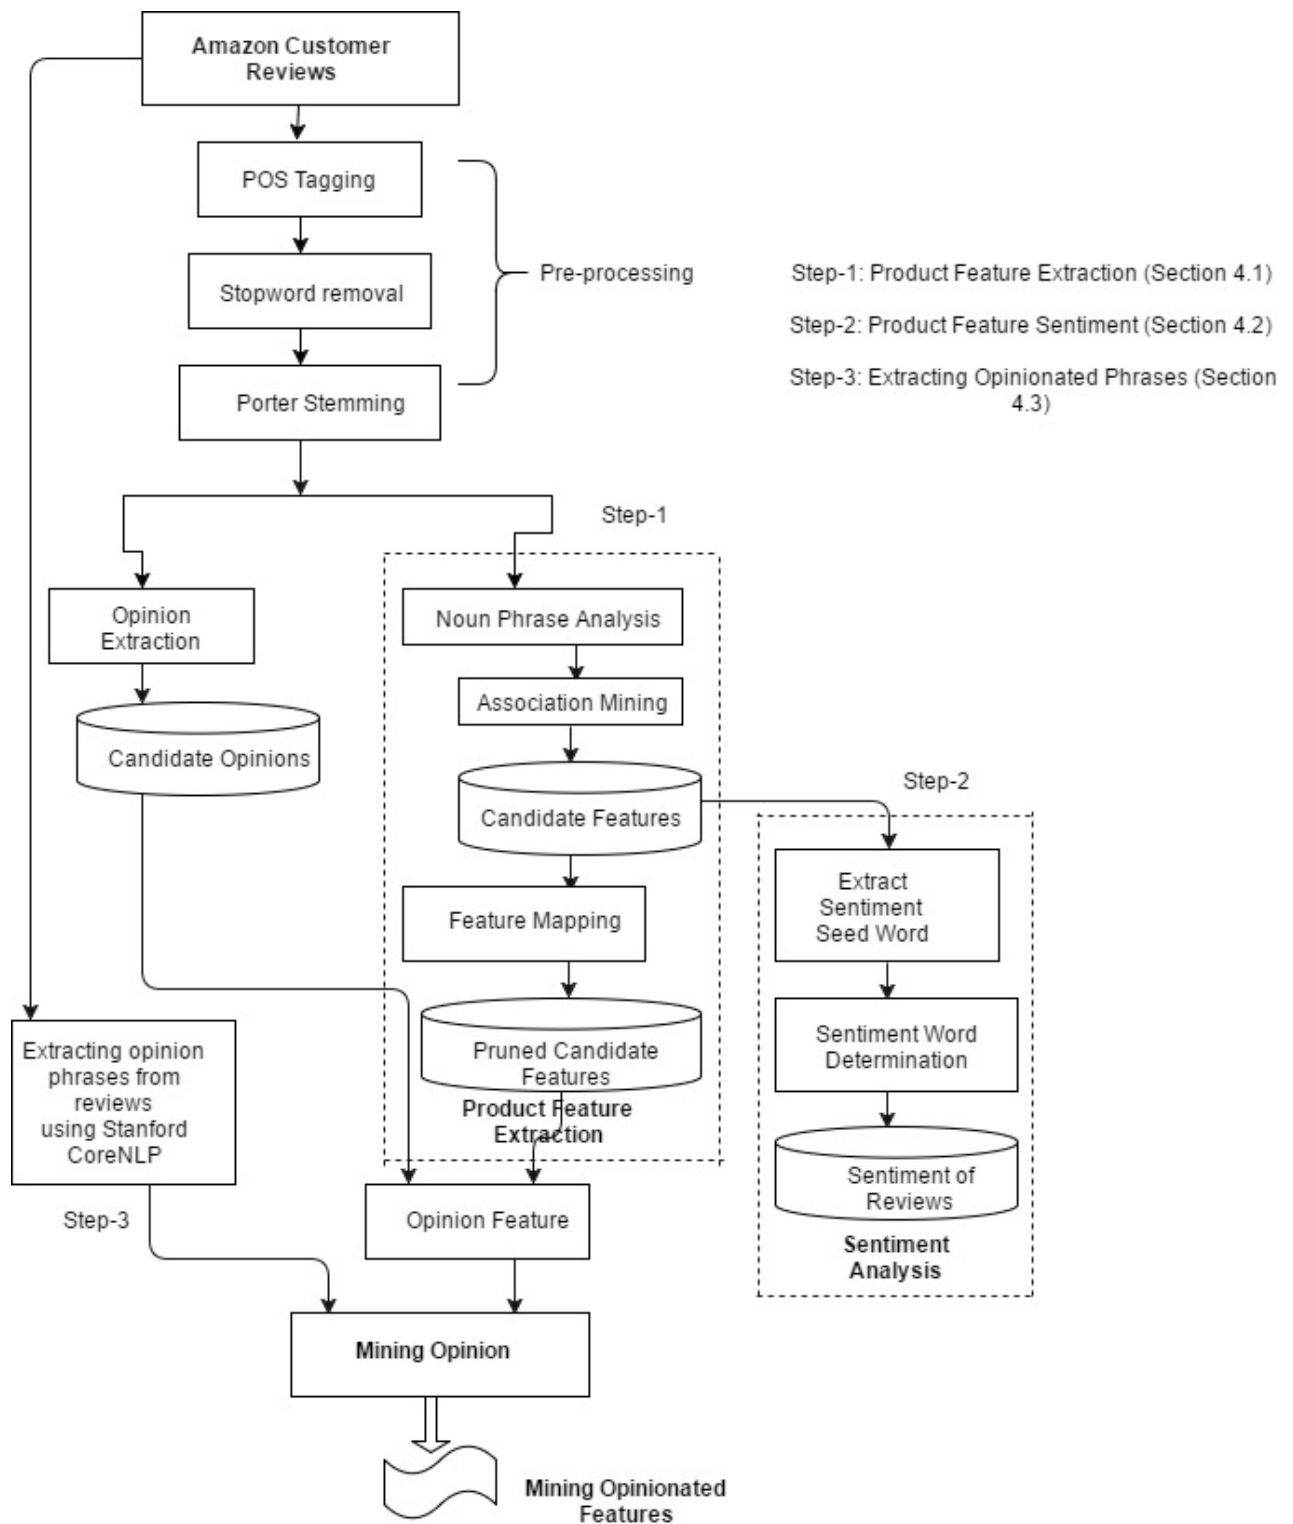 Amazon Customer
Reviews
POS Tagging
Stopword removal
Pre-processing
Porter Stemming
Step-1: Product Feature Extraction (Section 4.1)
Step-2: Product Feature Sentiment (Section 4.2)
Step-3: Extracting Opinionated Phrases (Section
4.3)
Step-1
Opinion
Extraction
Candidate Opinions
Noun Phrase Analysis
Association Mining
Candidate Features
Feature Mapping
Pruned Candidate
Features
Product Feature
Extraction
Step-2
Extract
Sentiment
Seed Word
Sentiment Word
Determination
Sentiment of
Reviews
Sentiment
Analysis
Extracting opinion
phrases from
reviews
using Stanford
CoreNLP
Step-3
Opinion Feature
Mining Opinion
Mining Opinionated
Features